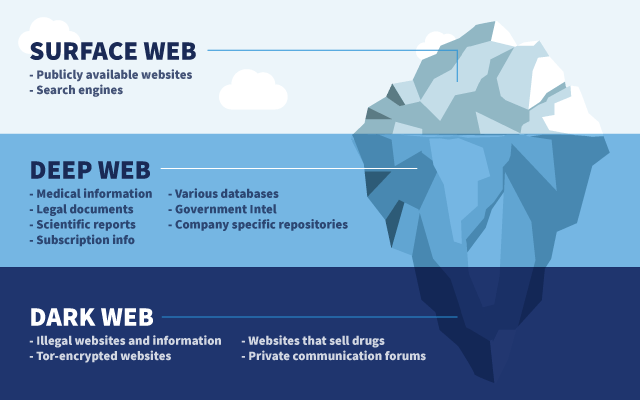 SURFACE WEB
- Publicly available websites
- Search engines
DEEP WEB
- Medical information
- Legal documents
- Scientific reports
- Subscription info
- Various databases
- Government Intel
- Company specific repositories
DARK WEB
- Illegal websites and information
- Tor-encrypted websites
- Websites that sell drugs
- Private communication forums